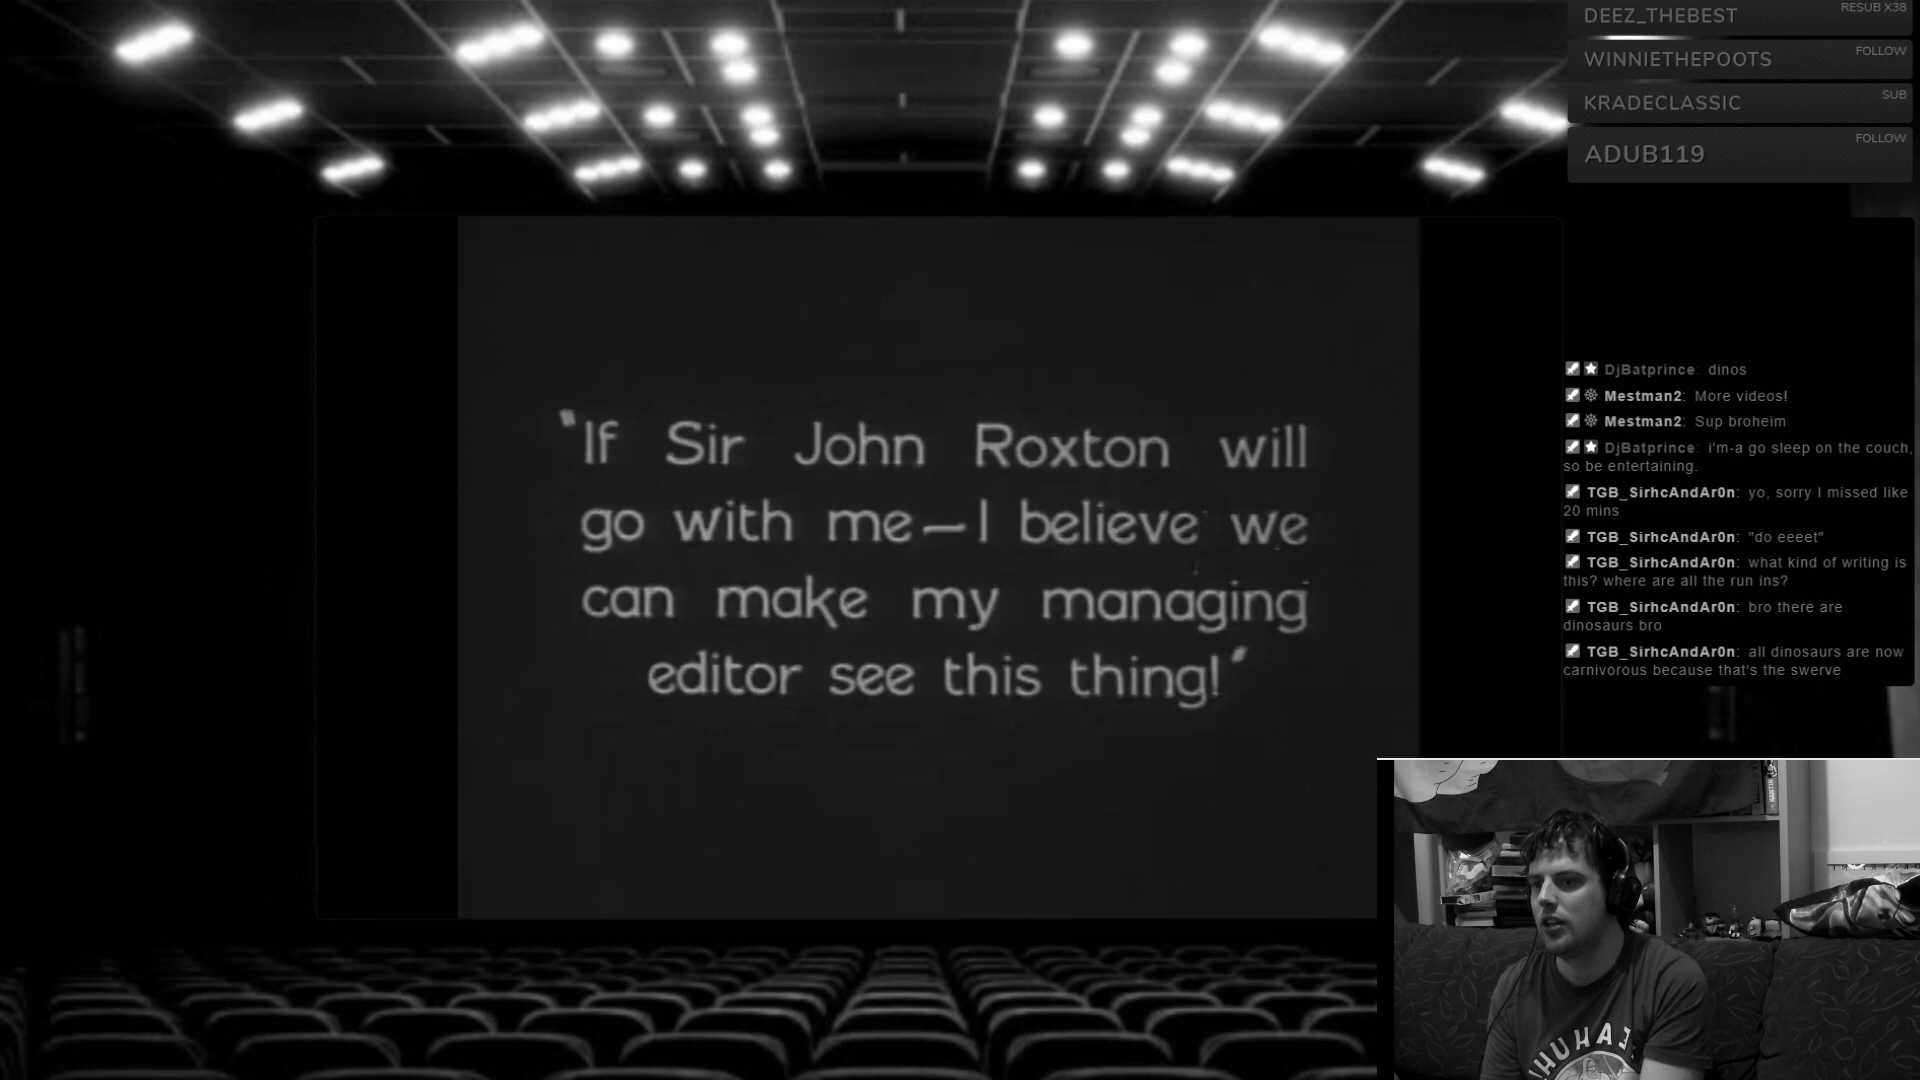 DEEZ_THEBEST RESUB X38
WINNIETHEPOOTS FOLLOW
KRADECLASSIC SUB
ADUB119 FOLLOW
"If Sir John Roxton will
go with me—I believe we
can make my managing
editor see this thing!"
DjBatprince: dinos
Mestman2: More videos!
Mestman2: Sup broheim
DjBatprince: i'm-a go sleep on the couch,
so be entertaining.
TGB_SirhcAndAr0n: yo, sorry I missed like
20 mins
TGB_SirhcAndAr0n: "do eeeet"
TGB_SirhcAndAr0n: what kind of writing is
this? where are all the run ins?
TGB_SirhcAndAr0n: bro there are
dinosaurs bro
TGB_SirhcAndAr0n: all dinosaurs are now
carnivorous because that's the swerve